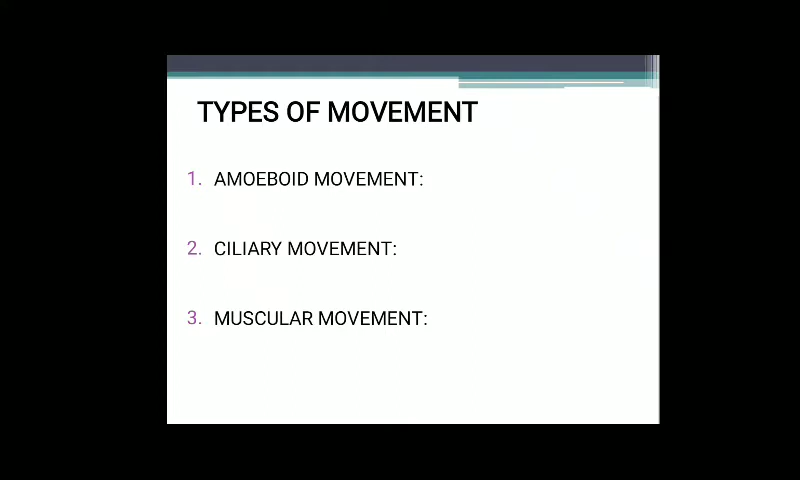 TYPES OF MOVEMENT
1. AMOEBOID MOVEMENT:
2. CILIARY MOVEMENT:
3. MUSCULAR MOVEMENT: